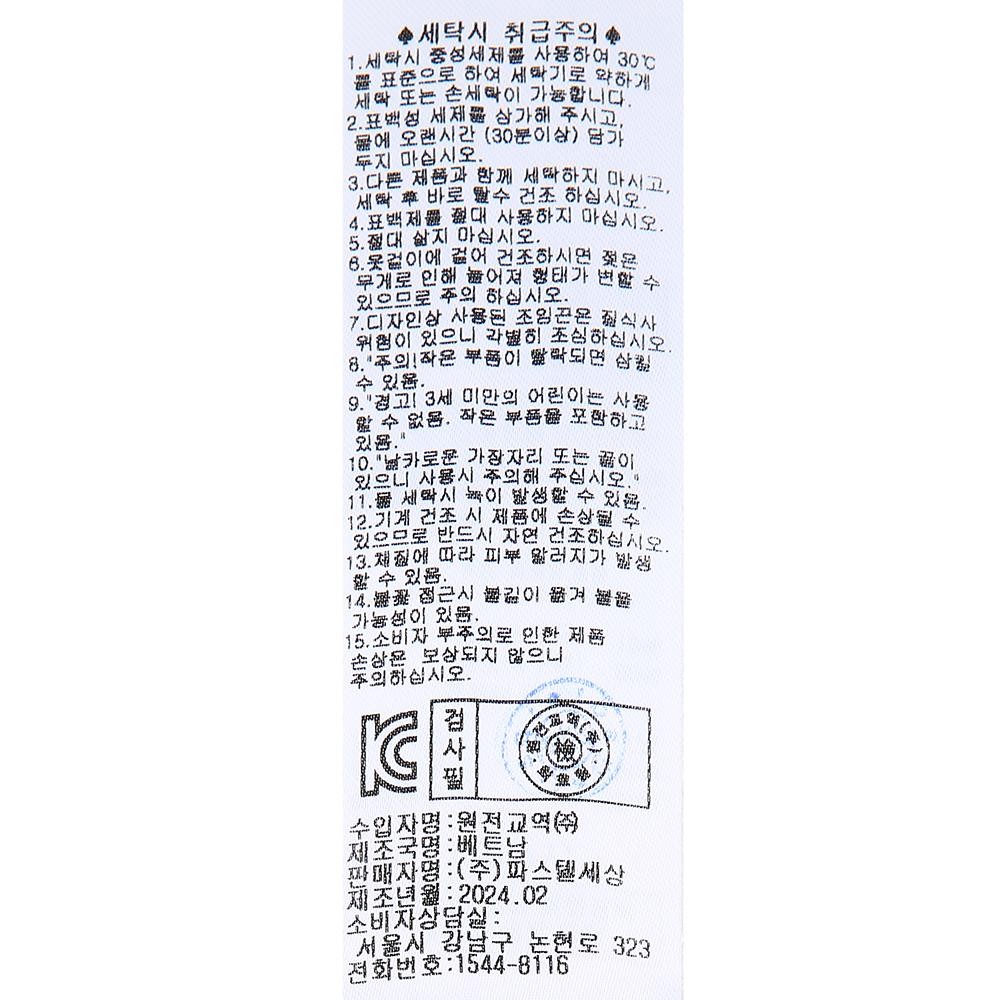 ♠세탁시 취급주의♠
1.세탁시 중성세제를 사용하여 30℃
를 표준으로 하여 세탁기로 약하게
세탁 또는 손세탁이 가능합니다.
2.표백성 세제를 삼가해 주시고,
물에 오랜시간 (30분이상) 담가
두지 마십시오.
3.다른 제품과 함께 세탁하지 마시고,
세탁 후 바로 탈수 건조 하십시오.
4.표백제를 절대 사용하지 마십시오.
5.절대 삶지 마십시오.
6.옷걸이에 걸어 건조하시면 젖은
무게로 인해 늘어져 형태가 변할 수
있으므로 주의 하십시오.
7.디자인상 사용된 조임끈은 질식사
위험이 있으니 각별히 조심하십시오.
8."주의!작은 부품이 탈락되면 삼킬
수 있음.
9."경고! 3세 미만의 어린이는 사용
할 수 없음. 작은 부품을 포함하고
있음."
10."날카로운 가장자리 또는 끝이
있으니 사용시 주의해 주십시오."
11.물 세탁시 녹이 발생할 수 있음.
12.기계 건조 시 제품에 손상될 수
있으므로 반드시 자연 건조하십시오.
13.체질에 따라 피부 알러지가 발생
할 수 있음.
14.불꽃 접근시 불길이 옮겨 붙을
가능성이 있음.
15.소비자 부주의로 인한 제품
손상은 보상되지 않으니
주의하십시오.
KC
검사필
원전교역(주)
檢
수입자명:원전교역㈜
제조국명:베트남
판매자명:(주)파스텔세상
제조년월:2024.02
소비자상담실:
서울시 강남구 논현로 323
전화번호:1544-8116